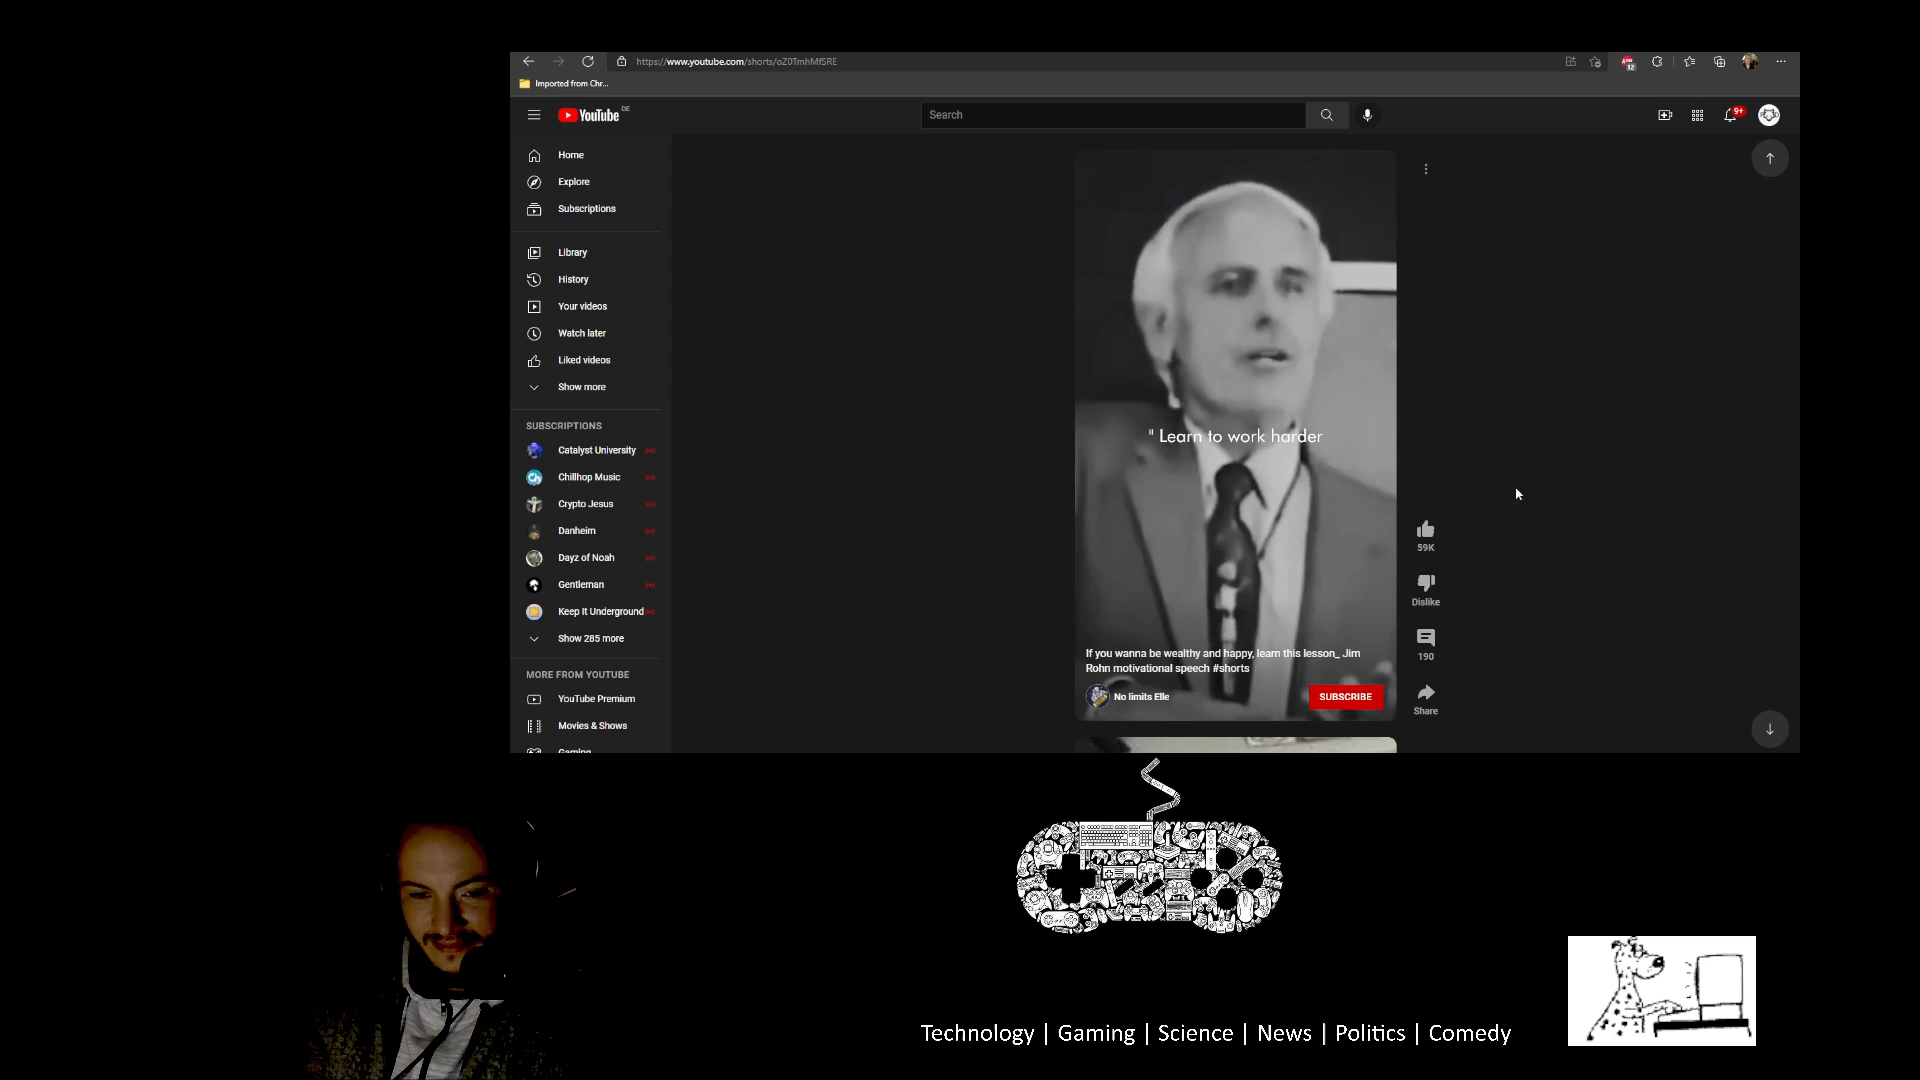 https://www.youtube.com/shorts/oZ0TmhMfSRE
12
Imported from Chr...
YouTube DE
Search
9+
Home
Explore
Subscriptions
Library
History
Your videos
Watch later
Liked videos
Show more
SUBSCRIPTIONS
Catalyst University
Chillhop Music
Crypto Jesus
Danheim
Dayz of Noah
Gentleman
Keep It Underground
Show 285 more
MORE FROM YOUTUBE
YouTube Premium
Movies & Shows
Gaming
" Learn to work harder
If you wanna be wealthy and happy, learn this lesson_ Jim
Rohn motivational speech #shorts
No limits Elle
SUBSCRIBE
59K
Dislike
190
Share
Technology | Gaming | Science | News | Politics | Comedy